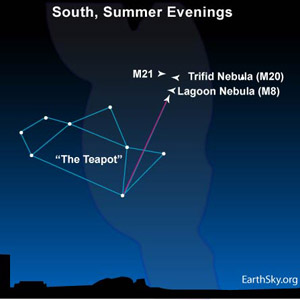 South, Summer Evenings
M21
Trifid Nebula (M20)
Lagoon Nebula (M8)
“The Teapot”
EarthSky.org